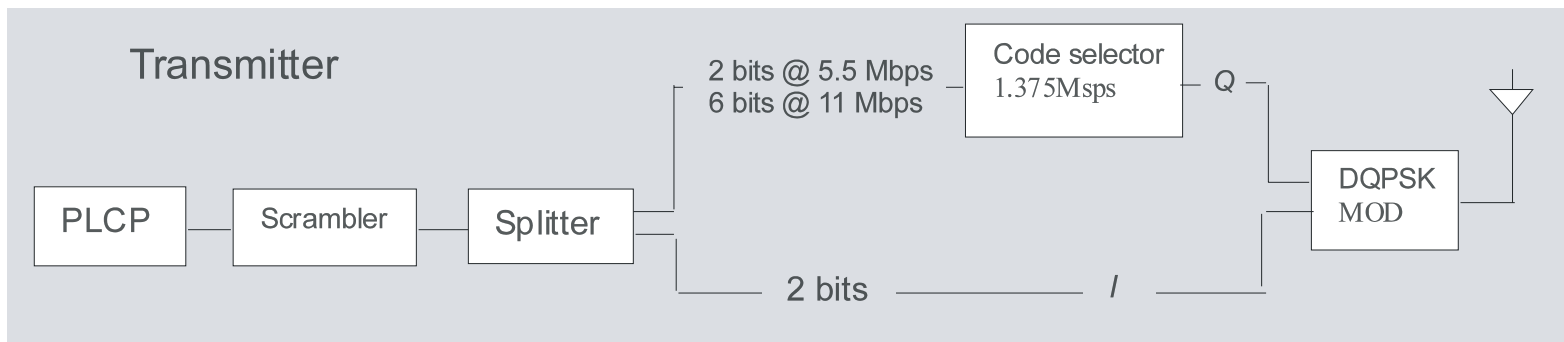 Transmitter
2 bits @ 5.5 Mbps
6 bits @ 11 Mbps
Code selector
1.375Msps
Q
PLCP
Scrambler
Splitter
DQPSK
MOD
2 bits
I